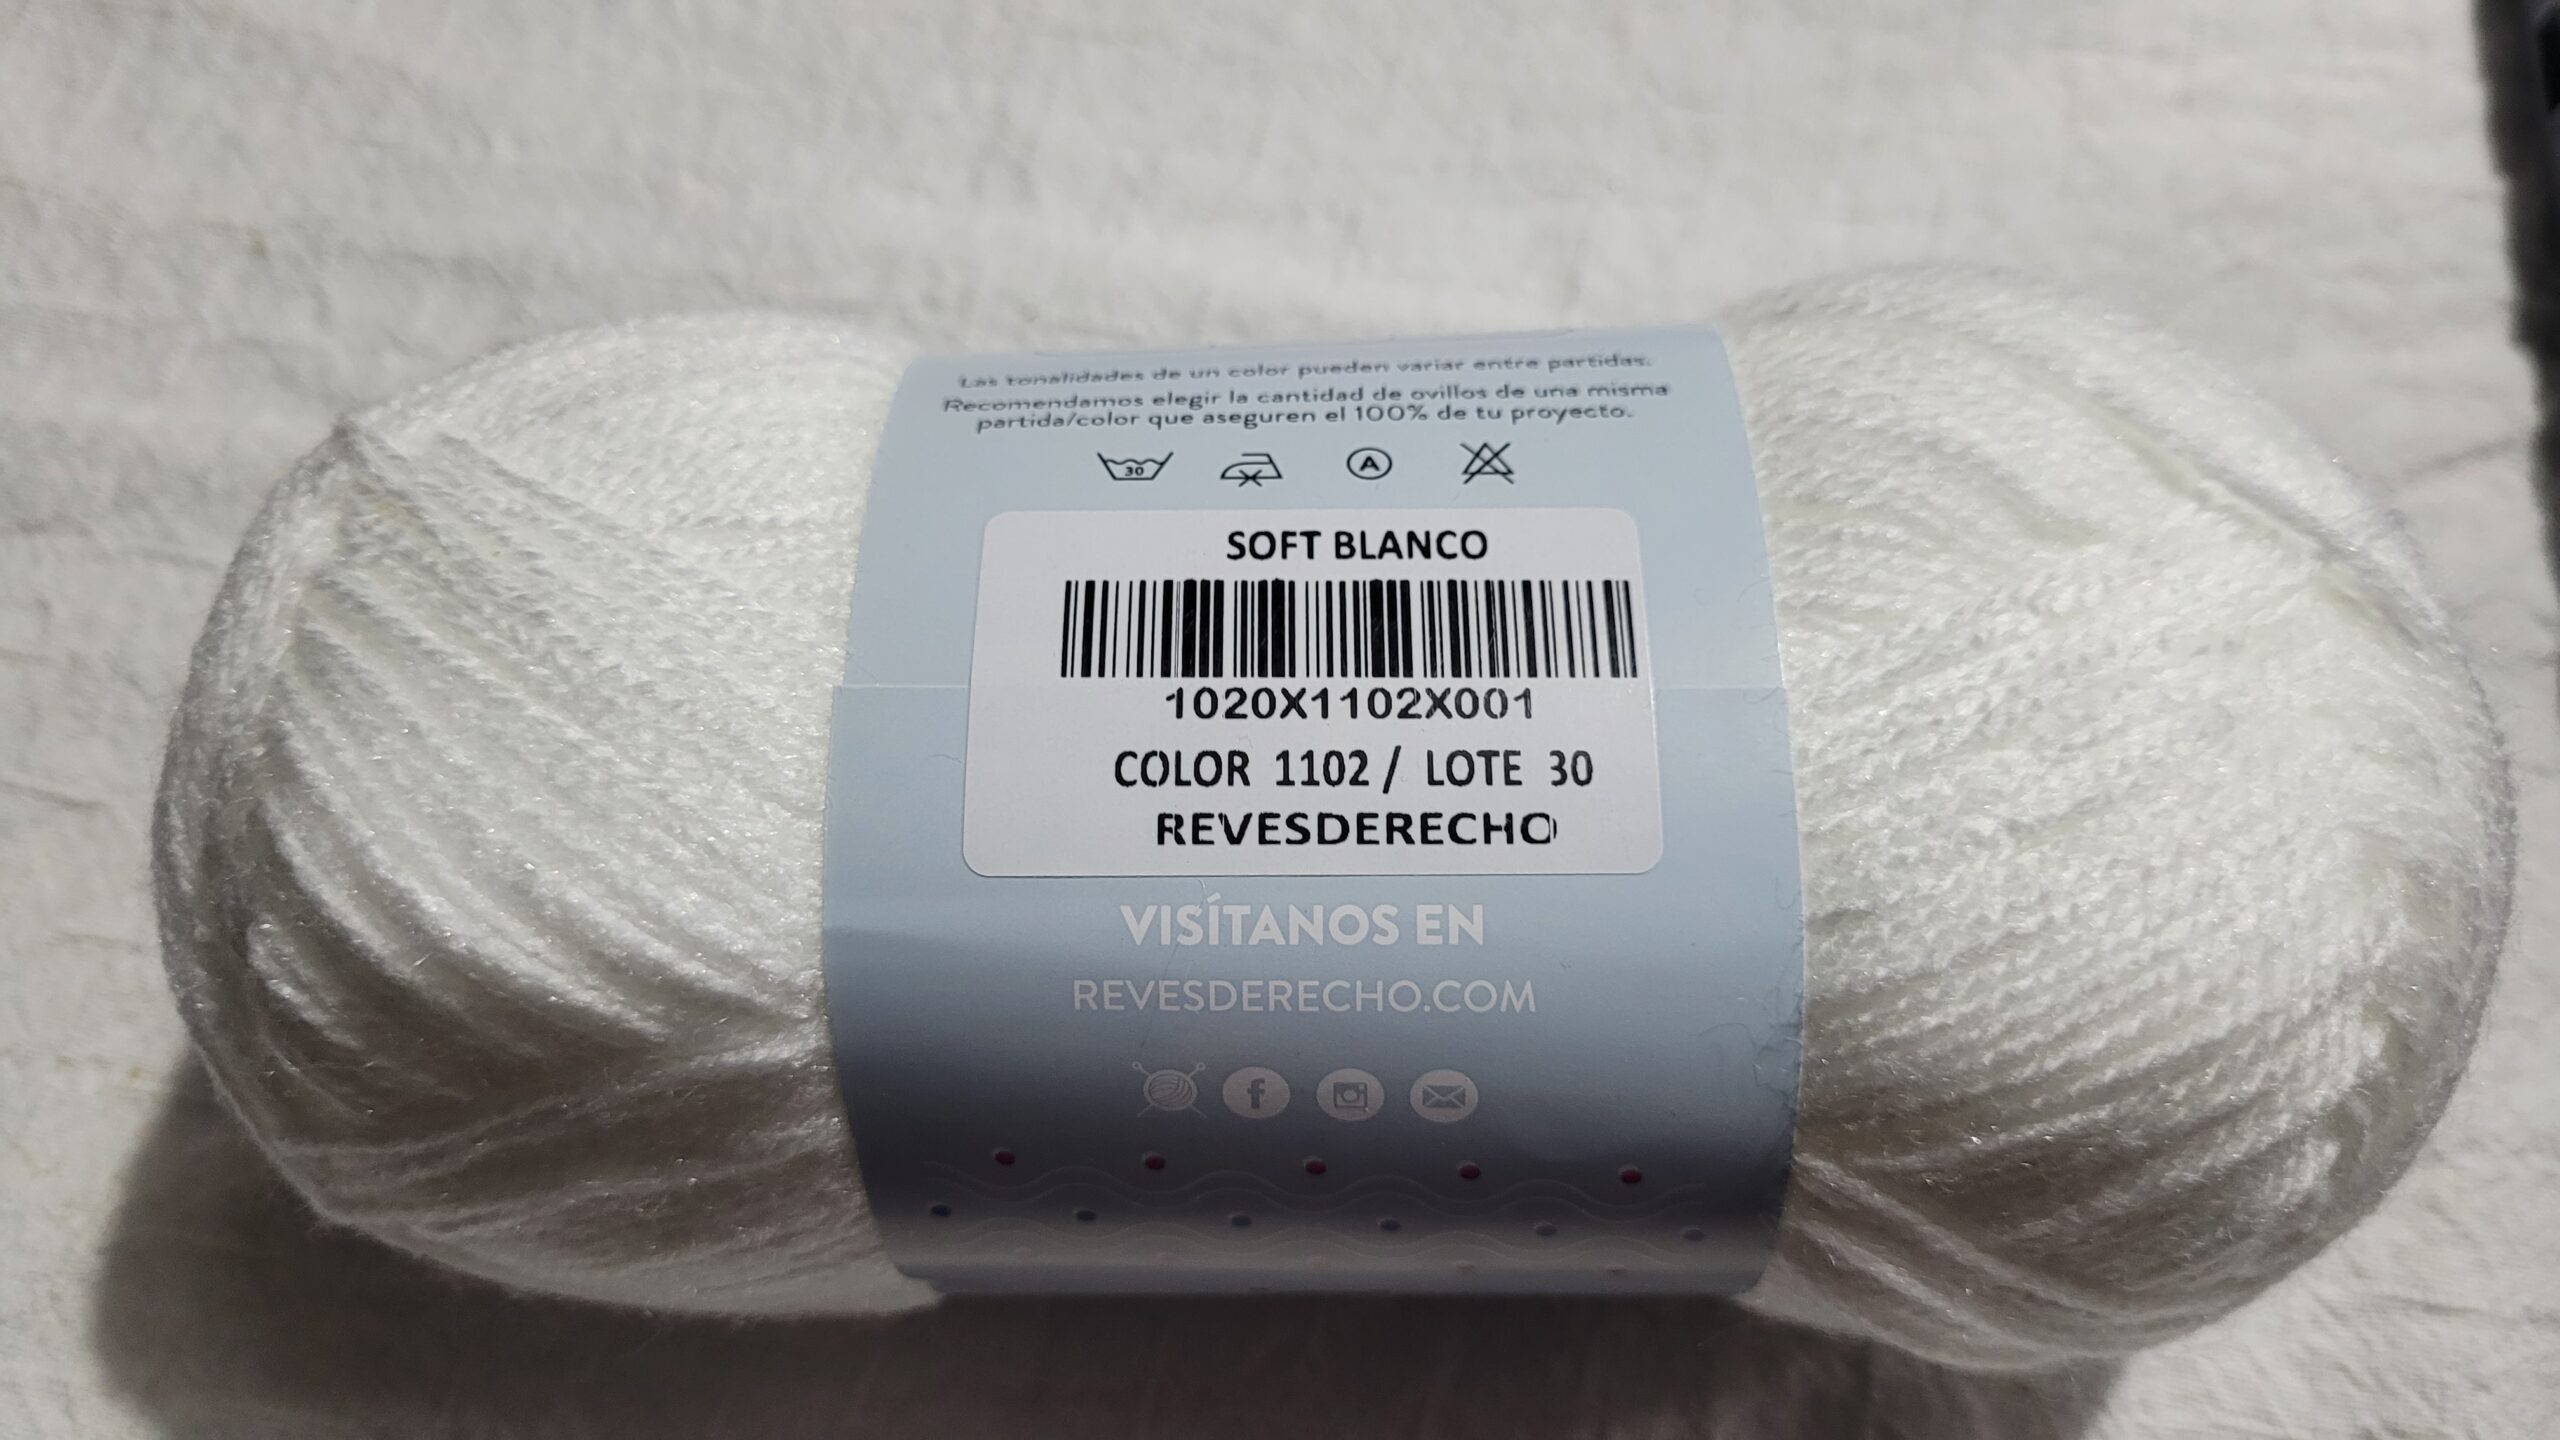 Las tonalidades de un color pueden variar entre partidas.
Recomendamos elegir la cantidad de ovillos de una misma
partida/color que aseguren el 100% de tu proyecto.
30 A
SOFT BLANCO
1020X1102X001
COLOR 1102 / LOTE 30
REVESDERECHO
VISÍTANOS EN
REVESDERECHO.COM